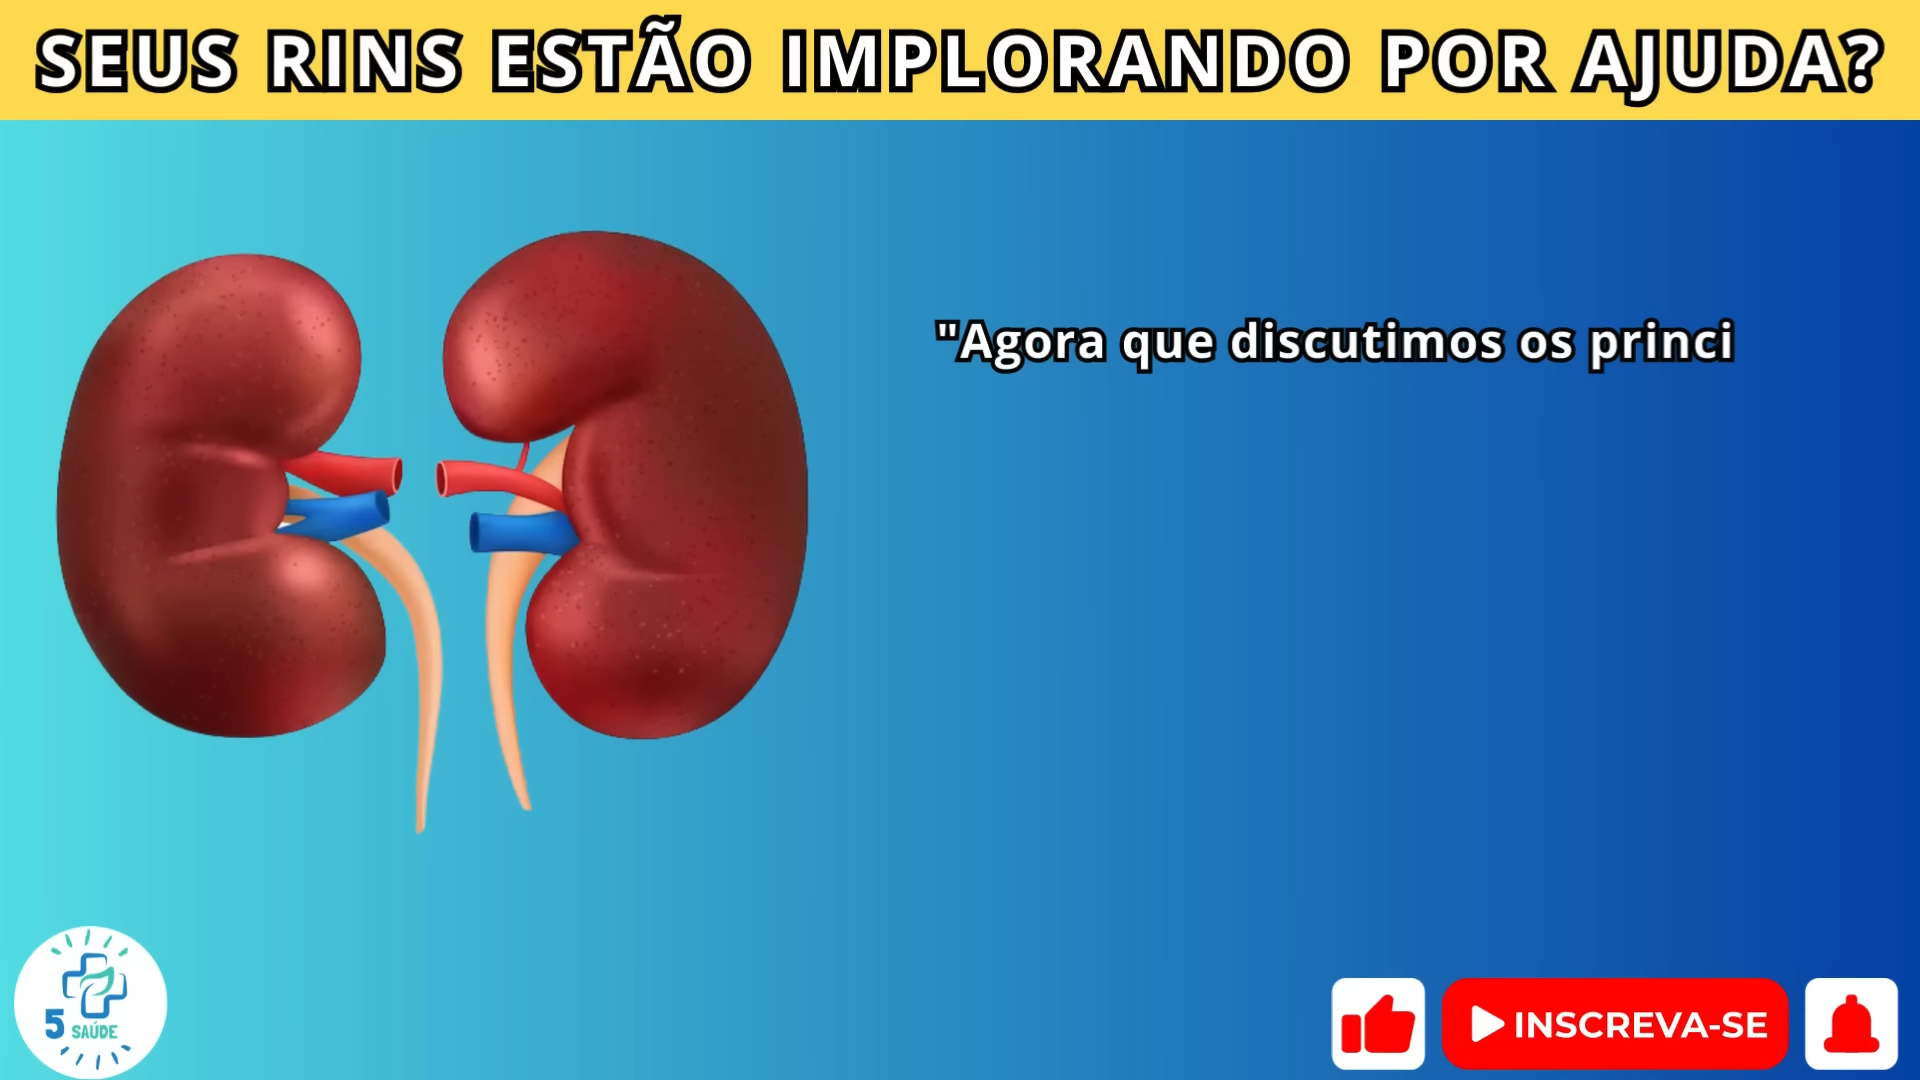 SEUS RINS ESTÃO IMPLORANDO POR AJUDA?
"Agora que discutimos os princi
5 SAÚDE
INSCREVA-SE